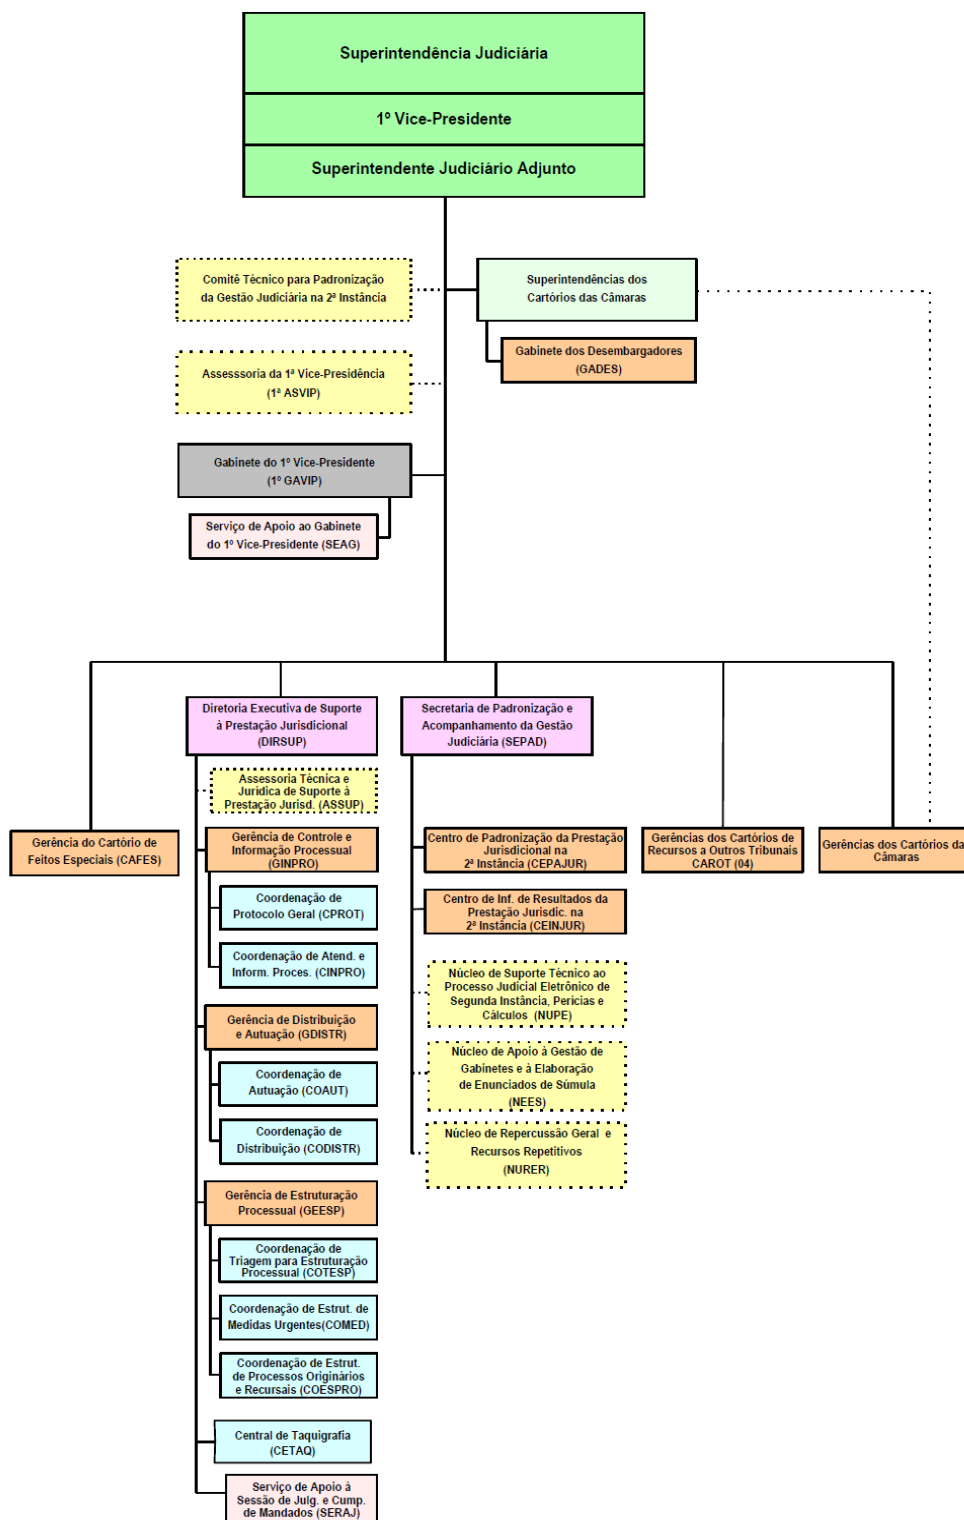 Superintendência Judiciária
1º Vice-Presidente
Superintendente Judiciário Adjunto
Comitê Técnico para Padronização
da Gestão Judiciária na 2ª Instância
Superintendências dos
Cartórios das Câmaras
Gabinete dos Desembargadores
(GADES)
Assesssoria da 1ª Vice-Presidência
(1ª ASVIP)
Gabinete do 1º Vice-Presidente
(1º GAVIP)
Serviço de Apoio ao Gabinete
do 1º Vice-Presidente (SEAG)
Gerência do Cartório de
Feitos Especiais (CAFES)
Diretoria Executiva de Suporte
à Prestação Jurisdicional
(DIRSUP)
Assessoria Técnica e
Jurídica de Suporte à
Prestação Jurisd. (ASSUP)
Gerência de Controle e
Informação Processual
(GINPRO)
Coordenação de
Protocolo Geral (CPROT)
Coordenação de Atend. e
Inform. Proces. (CINPRO)
Gerência de Distribuição
e Autuação (GDISTR)
Coordenação de
Autuação (COAUT)
Coordenação de
Distribuição (CODISTR)
Gerência de Estruturação
Processual (GEESP)
Coordenação de
Triagem para Estruturação
Processual (COTESP)
Coordenação de Estrut. de
Medidas Urgentes(COMED)
Coordenação de Estrut.
de Processos Originários
e Recursais (COESPRO)
Central de Taquigrafia
(CETAQ)
Serviço de Apoio à
Sessão de Julg. e Cump.
de Mandados (SERAJ)
Secretaria de Padronização e
Acompanhamento da Gestão
Judiciária (SEPAD)
Centro de Padronização da Prestação
Jurisdicional na
2ª Instância (CEPAJUR)
Centro de Inf. de Resultados da
Prestação Jurisdic. na
2ª Instância (CEINJUR)
Núcleo de Suporte Técnico ao
Processo Judicial Eletrônico de
Segunda Instância, Perícias e
Cálculos (NUPE)
Núcleo de Apoio à Gestão de
Gabinetes e à Elaboração
de Enunciados de Súmula
(NEES)
Núcleo de Repercussão Geral e
Recursos Repetitivos
(NURER)
Gerências dos Cartórios de
Recursos a Outros Tribunais
CAROT (04)
Gerências dos Cartórios da
Câmaras